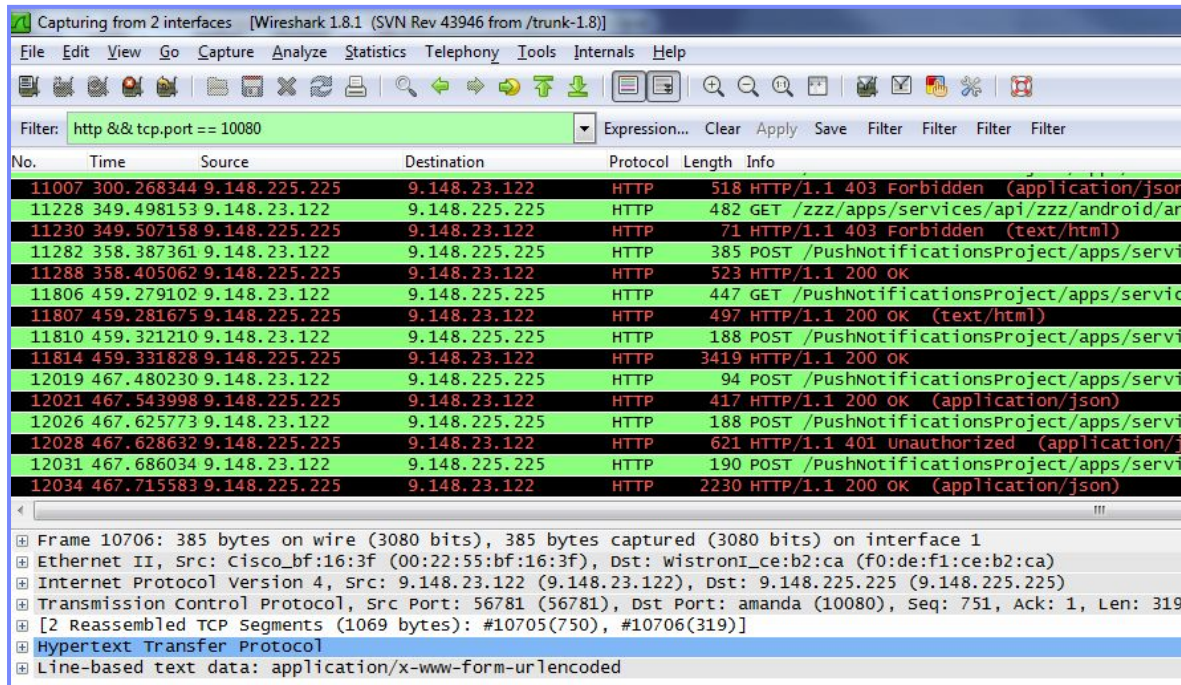 Capturing from 2 interfaces [Wireshark 1.8.1 (SVN Rev 43946 from /trunk-1.8)]
File Edit View Go Capture Analyze Statistics Telephony Tools Internals Help
Filter: http && tcp.port == 10080 Expression... Clear Apply Save Filter Filter Filter Filter
No. Time Source Destination Protocol Length Info
11007 300.268344 9.148.225.225 9.148.23.122 HTTP 518 HTTP/1.1 403 Forbidden (application/json
11228 349.498153 9.148.23.122 9.148.225.225 HTTP 482 GET /zzz/apps/services/api/zzz/android/an
11230 349.507158 9.148.225.225 9.148.23.122 HTTP 71 HTTP/1.1 403 Forbidden (text/html)
11282 358.387361 9.148.23.122 9.148.225.225 HTTP 385 POST /PushNotificationsProject/apps/servi
11288 358.405062 9.148.225.225 9.148.23.122 HTTP 523 HTTP/1.1 200 OK
11806 459.279102 9.148.23.122 9.148.225.225 HTTP 447 GET /PushNotificationsProject/apps/servic
11807 459.281675 9.148.225.225 9.148.23.122 HTTP 497 HTTP/1.1 200 OK (text/html)
11810 459.321210 9.148.23.122 9.148.225.225 HTTP 188 POST /PushNotificationsProject/apps/servi
11814 459.331828 9.148.225.225 9.148.23.122 HTTP 3419 HTTP/1.1 200 OK
12019 467.480230 9.148.23.122 9.148.225.225 HTTP 94 POST /PushNotificationsProject/apps/servi
12021 467.543998 9.148.225.225 9.148.23.122 HTTP 417 HTTP/1.1 200 OK (application/json)
12026 467.625773 9.148.23.122 9.148.225.225 HTTP 188 POST /PushNotificationsProject/apps/servi
12028 467.628632 9.148.225.225 9.148.23.122 HTTP 621 HTTP/1.1 401 Unauthorized (application/j
12031 467.686034 9.148.23.122 9.148.225.225 HTTP 190 POST /PushNotificationsProject/apps/servi
12034 467.715583 9.148.225.225 9.148.23.122 HTTP 2230 HTTP/1.1 200 OK (application/json)
Frame 10706: 385 bytes on wire (3080 bits), 385 bytes captured (3080 bits) on interface 1
Ethernet II, Src: Cisco_bf:16:3f (00:22:55:bf:16:3f), Dst: WistronI_ce:b2:ca (f0:de:f1:ce:b2:ca)
Internet Protocol Version 4, Src: 9.148.23.122 (9.148.23.122), Dst: 9.148.225.225 (9.148.225.225)
Transmission Control Protocol, Src Port: 56781 (56781), Dst Port: amanda (10080), Seq: 751, Ack: 1, Len: 319
[2 Reassembled TCP Segments (1069 bytes): #10705(750), #10706(319)]
Hypertext Transfer Protocol
Line-based text data: application/x-www-form-urlencoded